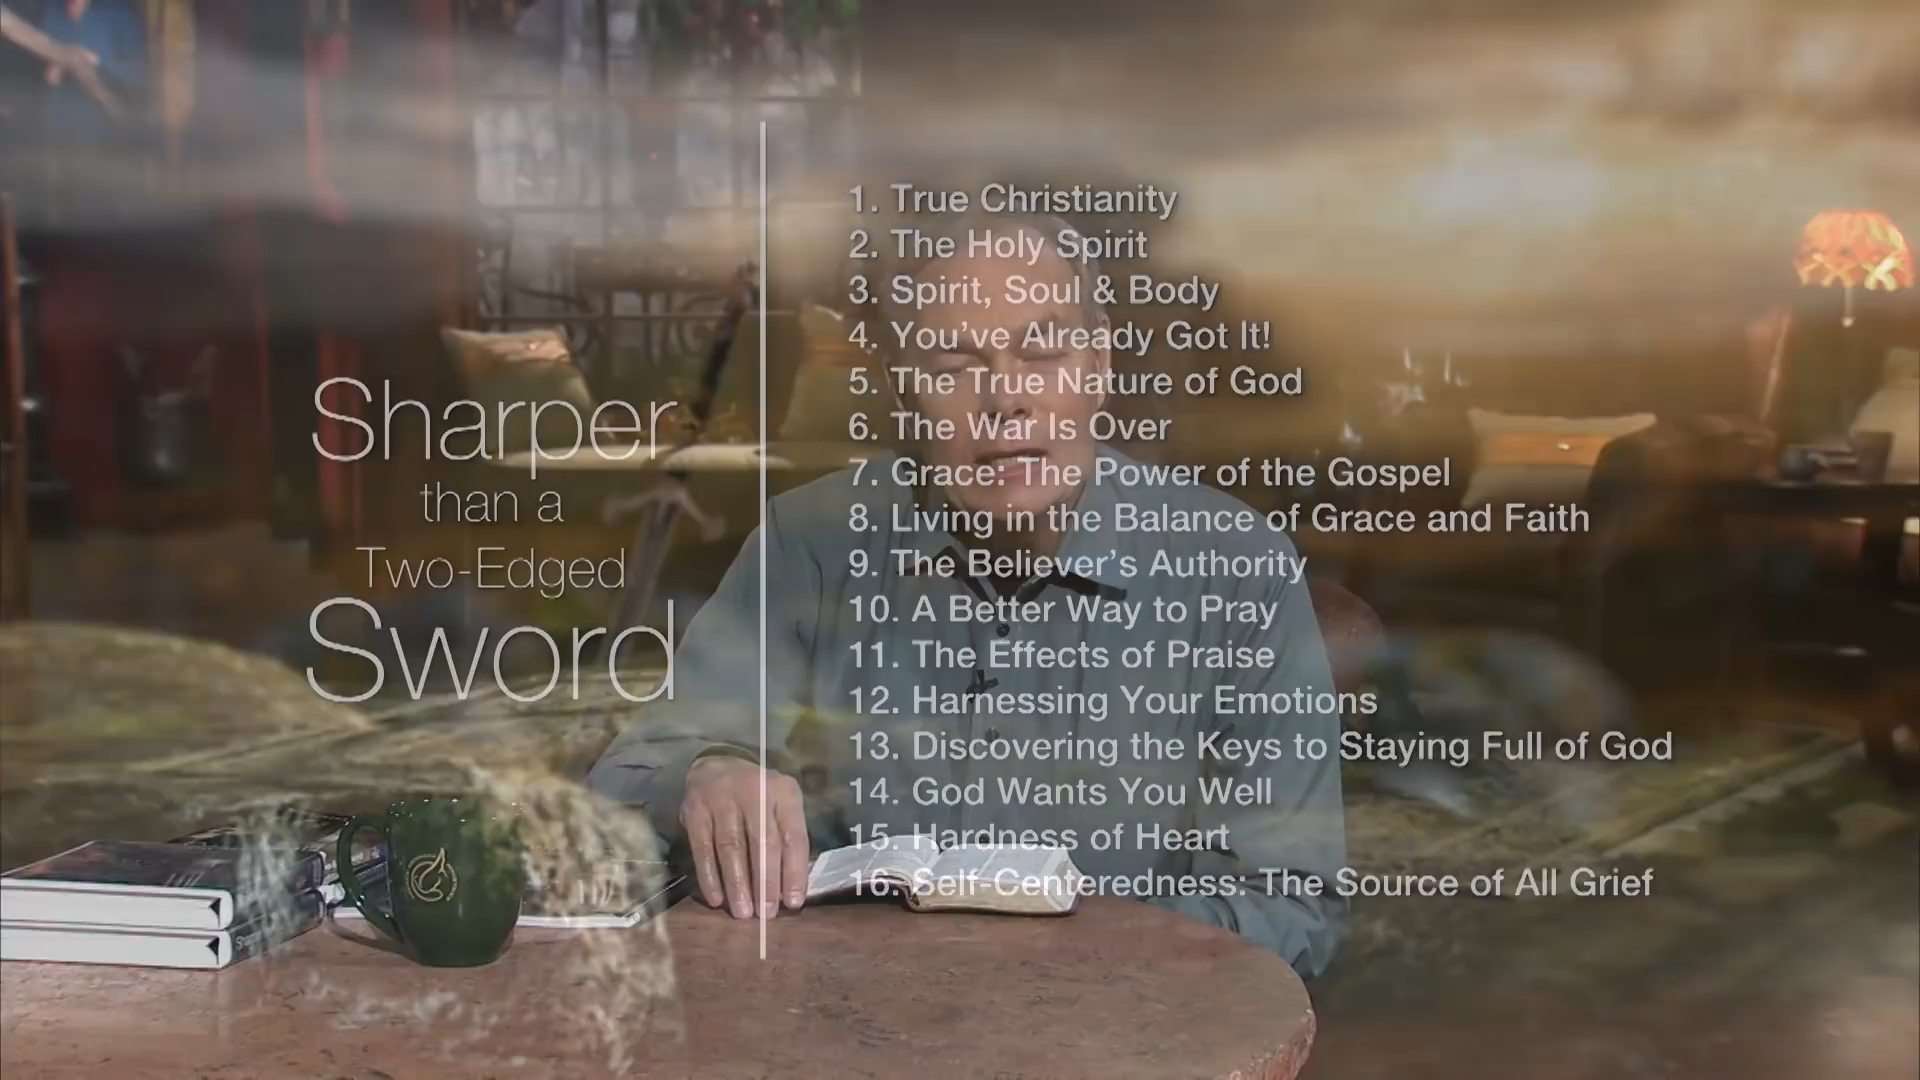 Sharper
than a
Two-Edged
Sword
1. True Christianity
2. The Holy Spirit
3. Spirit, Soul & Body
4. You’ve Already Got It!
5. The True Nature of God
6. The War Is Over
7. Grace: The Power of the Gospel
8. Living in the Balance of Grace and Faith
9. The Believer’s Authority
10. A Better Way to Pray
11. The Effects of Praise
12. Harnessing Your Emotions
13. Discovering the Keys to Staying Full of God
14. God Wants You Well
15. Hardness of Heart
16. Self-Centeredness: The Source of All Grief